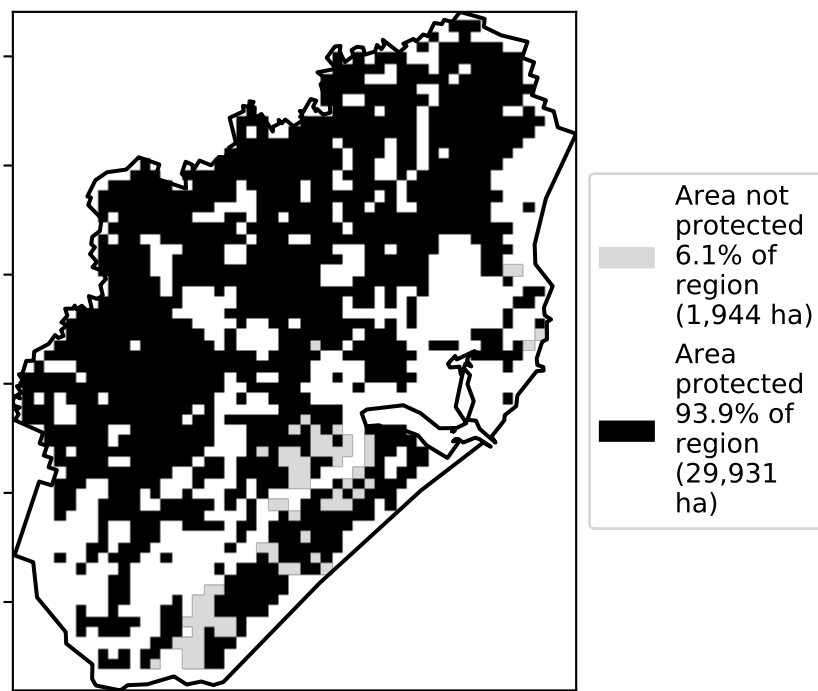 Area not
protected
6.1% of
region
(1,944 ha)
Area
protected
93.9% of
region
(29,931
ha)